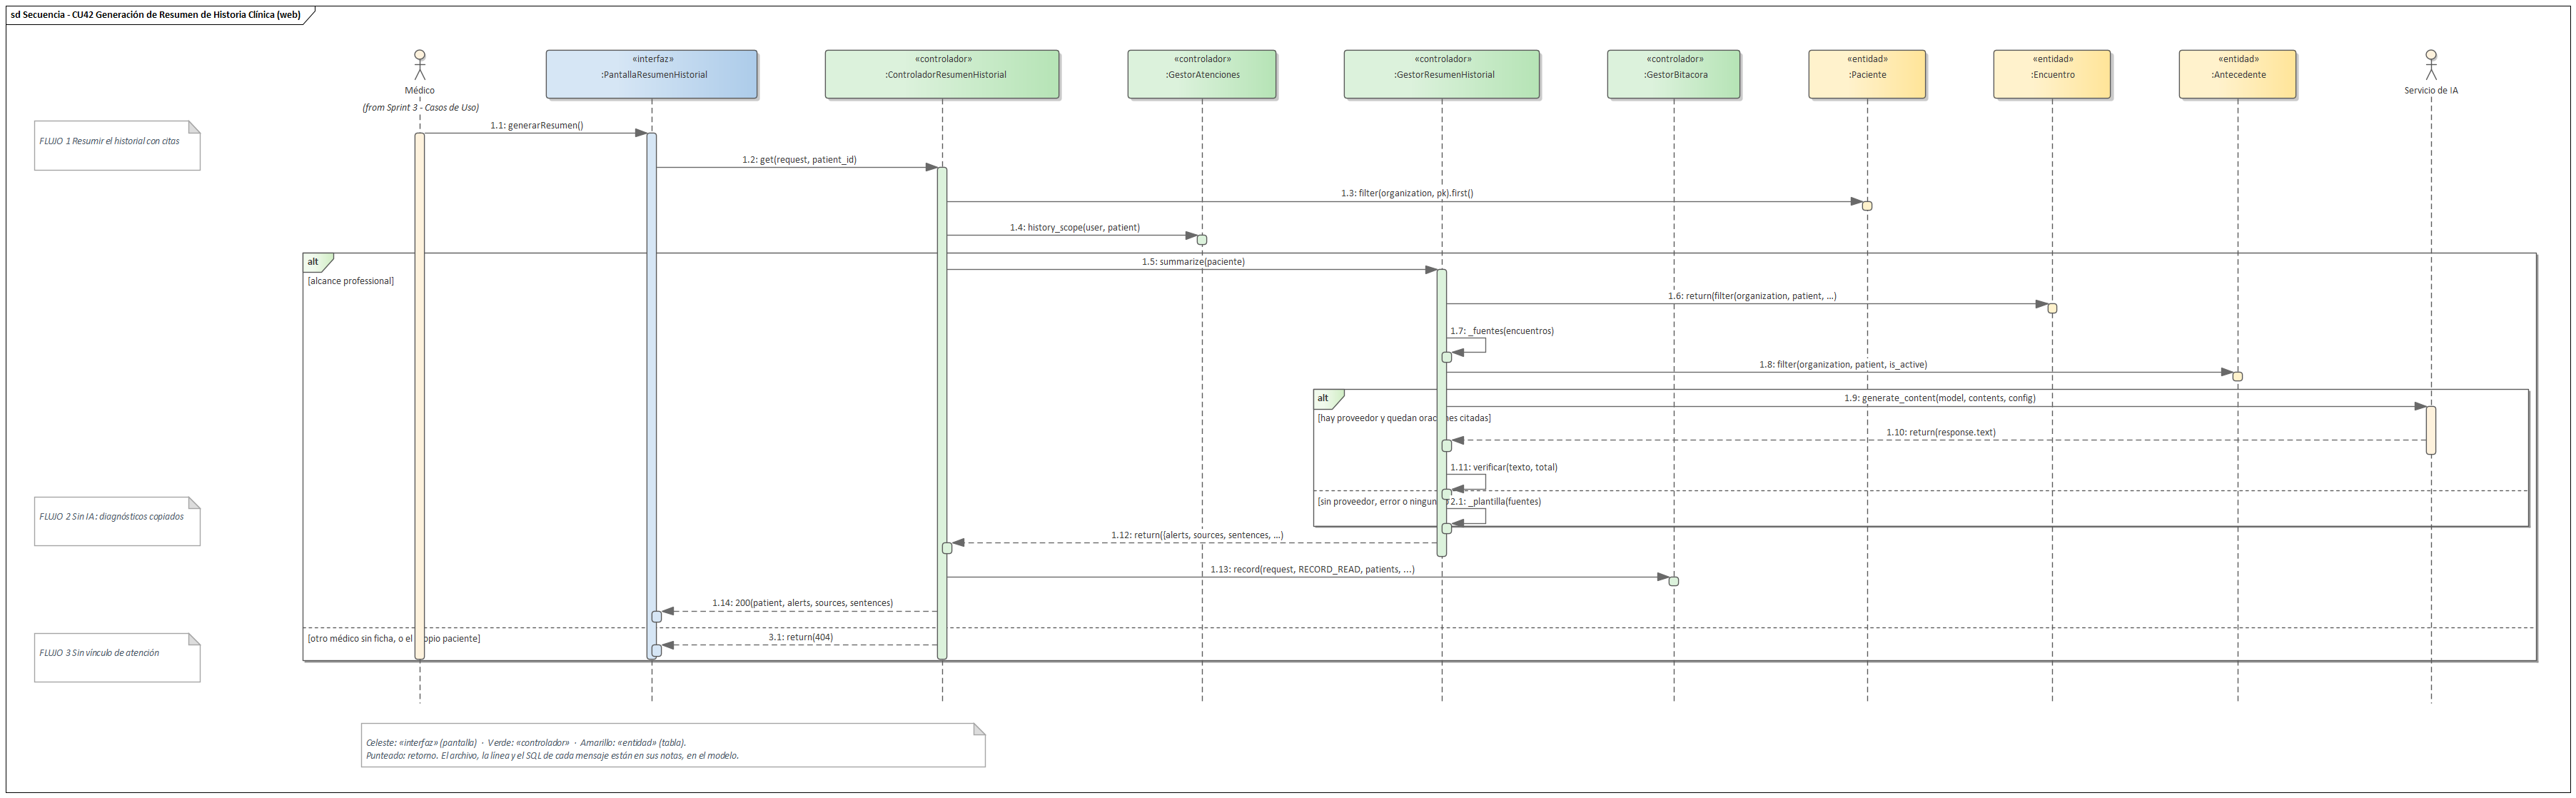 sd Secuencia - CU42 Generación de Resumen de Historia Clínica (web)
Médico
(from Sprint 3 - Casos de Uso)
«interfaz»
:PantallaResumenHistorial
«controlador»
:ControladorResumenHistorial
«controlador»
:GestorAtenciones
«controlador»
:GestorResumenHistorial
«controlador»
:GestorBitacora
«entidad»
:Paciente
«entidad»
:Encuentro
«entidad»
:Antecedente
Servicio de IA
FLUJO 1 Resumir el historial con citas
1.1: generarResumen()
1.2: get(request, patient_id)
1.3: filter(organization, pk).first()
1.4: history_scope(user, patient)
alt
[alcance professional]
1.5: summarize(paciente)
1.6: return(filter(organization, patient, ...)
1.7: _fuentes(encuentros)
1.8: filter(organization, patient, is_active)
alt
[hay proveedor y quedan citadas]
1.9: generate_content(model, contents, config)
1.10: return(response.text)
1.11: verificar(texto, total)
FLUJO 2 Sin IA: diagnósticos copiados
[sin proveedor, error o
2.1: _plantilla(fuentes)
1.12: return({alerts, sources, sentences, ...)
1.13: record(request, RECORD_READ, patients, ...)
1.14: 200(patient, alerts, sources, sentences)
FLUJO 3 Sin vínculo de atención
[otro médico sin ficha, o el paciente]
3.1: return(404)
Celeste: «interfaz» (pantalla) · Verde: «controlador» · Amarillo: «entidad» (tabla).
Punteado: retorno. El archivo, la línea y el SQL de cada mensaje están en sus notas, en el modelo.